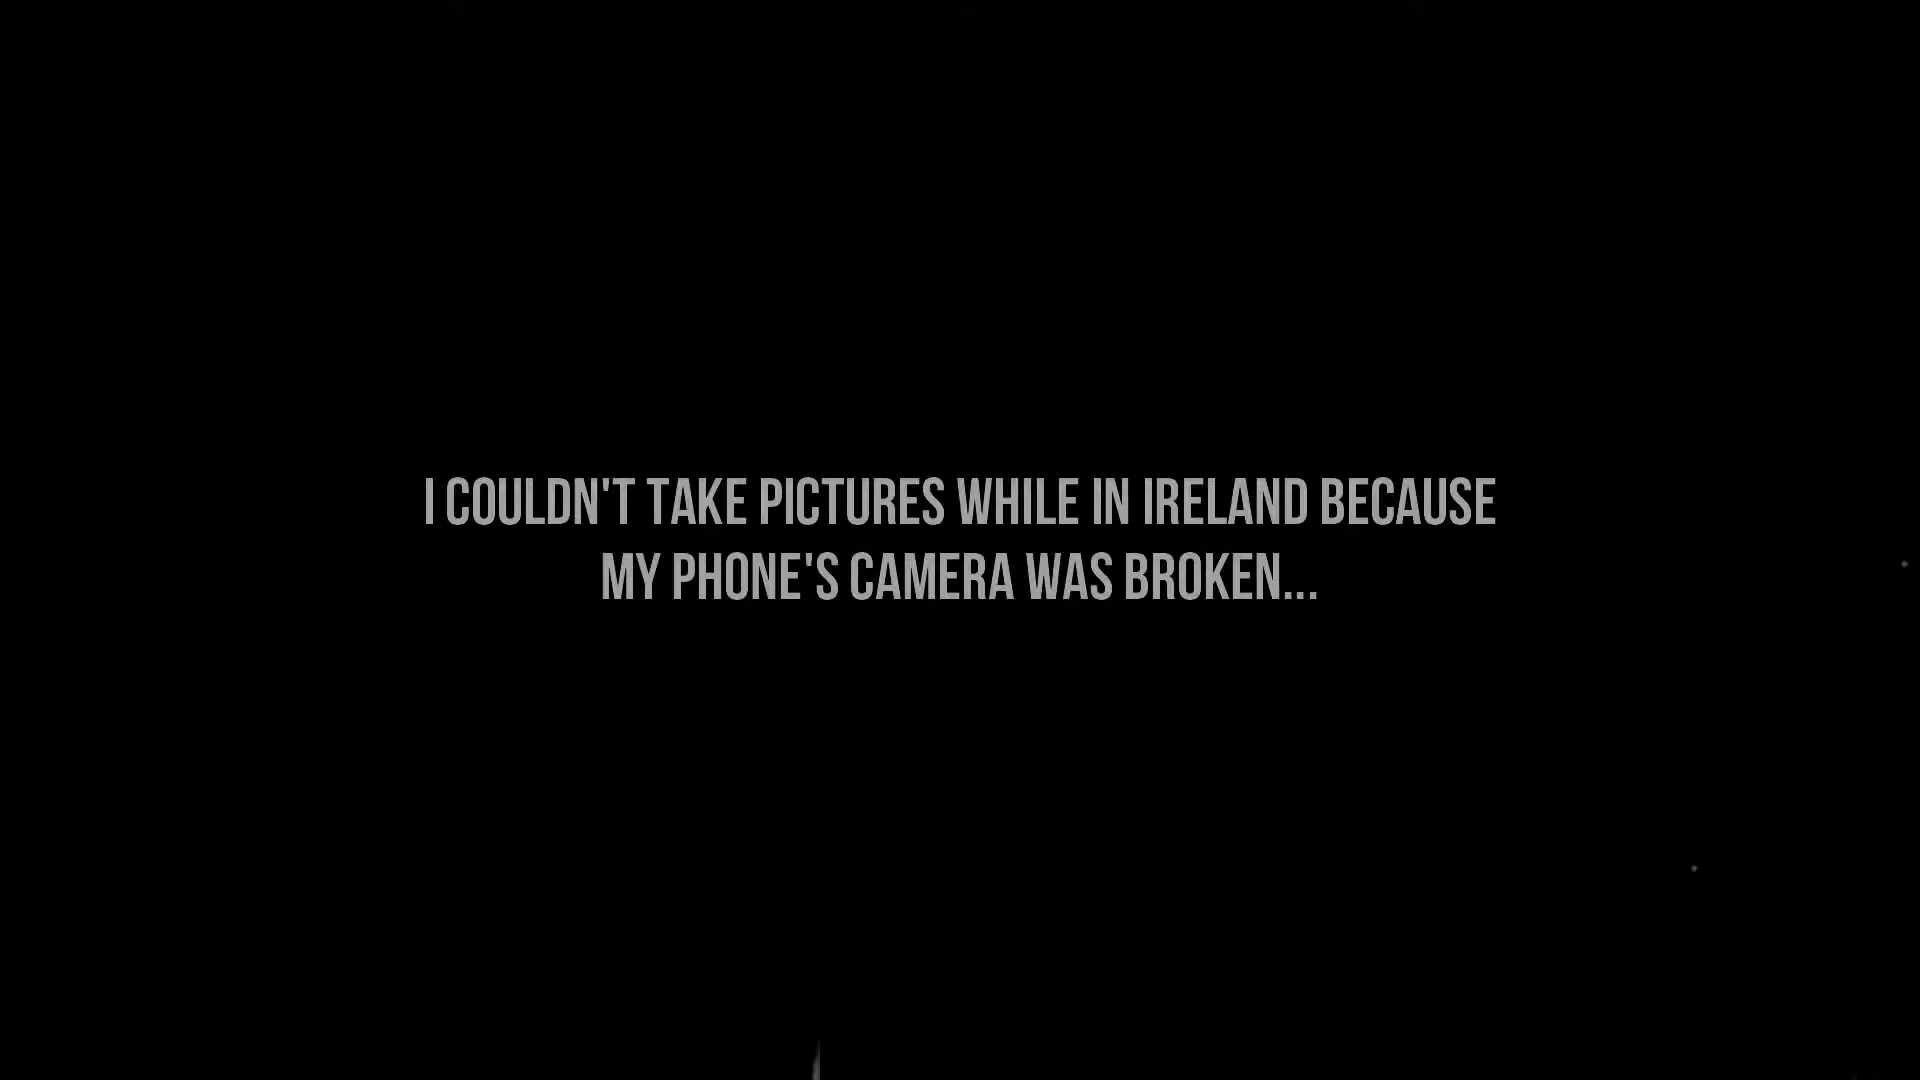 I COULDN'T TAKE PICTURES WHILE IN IRELAND BECAUSE
MY PHONE'S CAMERA WAS BROKEN...